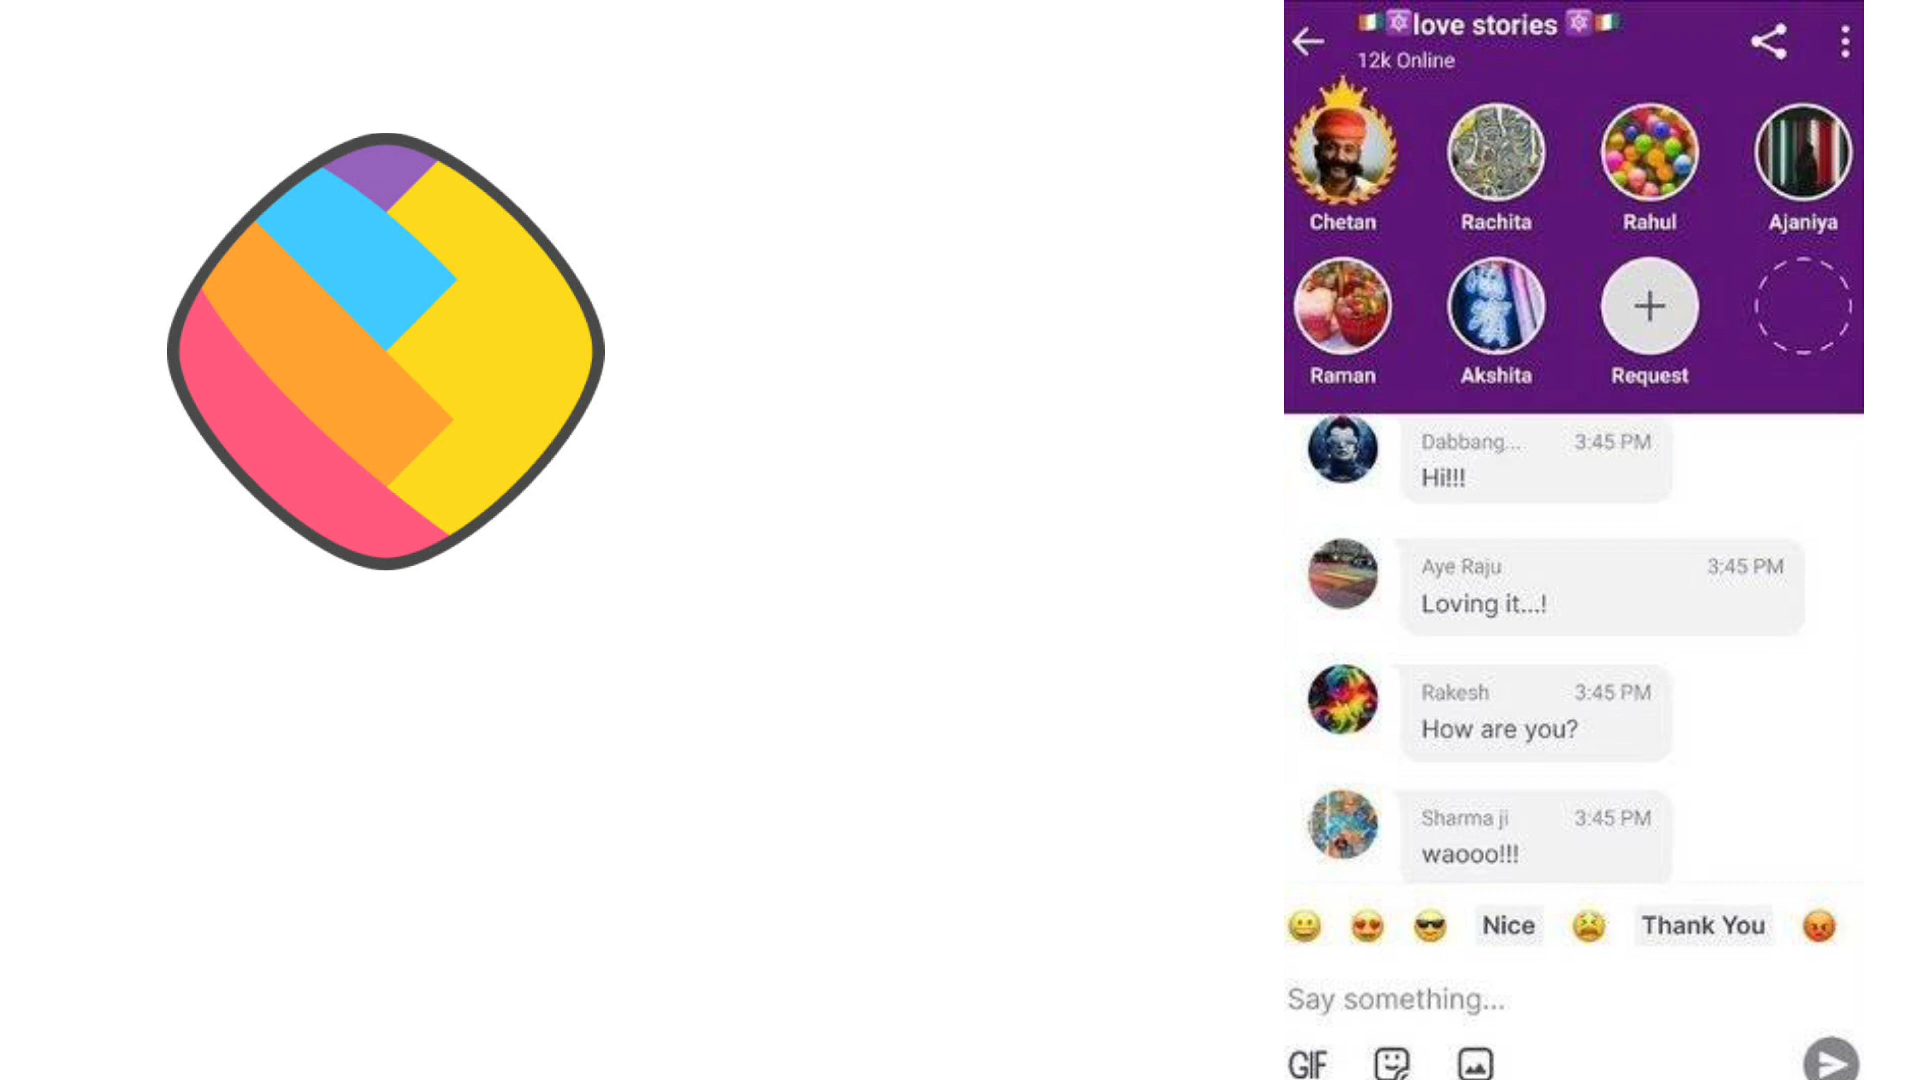 love stories
12k Online
Chetan Rachita Rahul Ajaniya
Raman Akshita Request
Dabbang... 3:45 PM
Hi!!!
Aye Raju 3:45 PM
Loving it...!
Rakesh 3:45 PM
How are you?
Sharma ji 3:45 PM
waooo!!!
Nice Thank You
Say something...
GIF